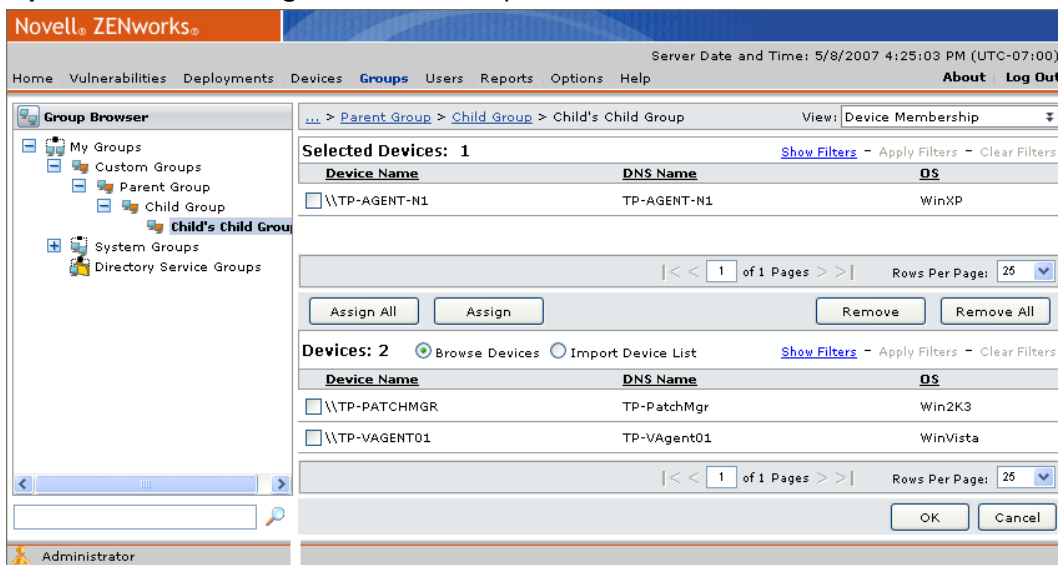 Novell® ZENworks®
Server Date and Time: 5/8/2007 4:25:03 PM (UTC-07:00)
Home Vulnerabilities Deployments Devices Groups Users Reports Options Help About Log Out
Group Browser
... > Parent Group > Child Group > Child's Child Group View: Device Membership
My Groups
Custom Groups
Parent Group
Child Group
Child's Child Grou
System Groups
Directory Service Groups
Selected Devices: 1 Show Filters - Apply Filters - Clear Filters
Device Name DNS Name OS
\\TP-AGENT-N1 TP-AGENT-N1 WinXP
|< < 1 of 1 Pages > >| Rows Per Page: 25
Assign All Assign Remove Remove All
Devices: 2 Browse Devices Import Device List Show Filters - Apply Filters - Clear Filters
Device Name DNS Name OS
\\TP-PATCHMGR TP-PatchMgr Win2K3
\\TP-VAGENT01 TP-VAgent01 WinVista
|< < 1 of 1 Pages > >| Rows Per Page: 25
OK Cancel
Administrator